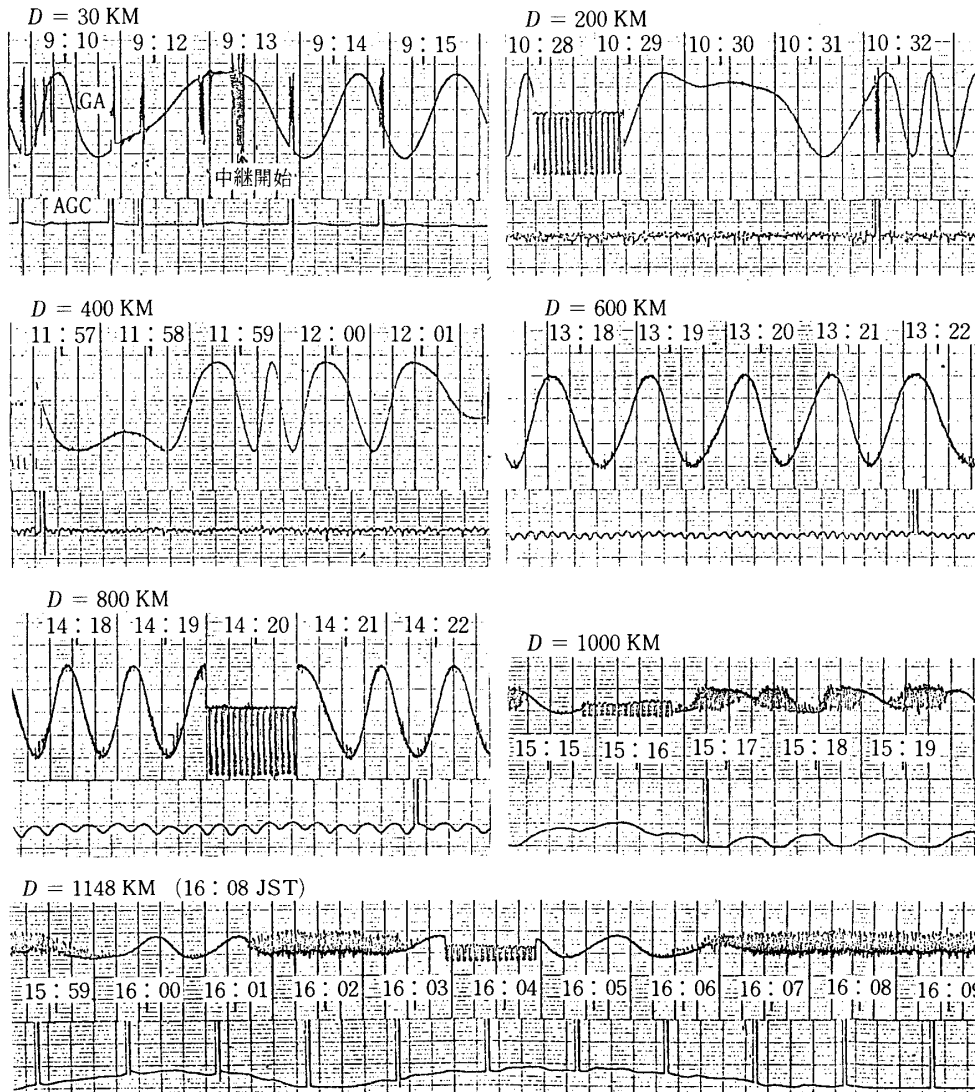 D = 30 KM
9:10 9:12 9:13 9:14 9:15
GA
中継開始
AGC
D = 200 KM
10:28 10:29 10:30 10:31 10:32
D = 400 KM
11:57 11:58 11:59 12:00 12:01
D = 600 KM
13:18 13:19 13:20 13:21 13:22
D = 800 KM
14:18 14:19 14:20 14:21 14:22
D = 1000 KM
15:15 15:16 15:17 15:18 15:19
D = 1148 KM (16:08 JST)
15:59 16:00 16:01 16:02 16:03 16:04 16:05 16:06 16:07 16:08 16:09